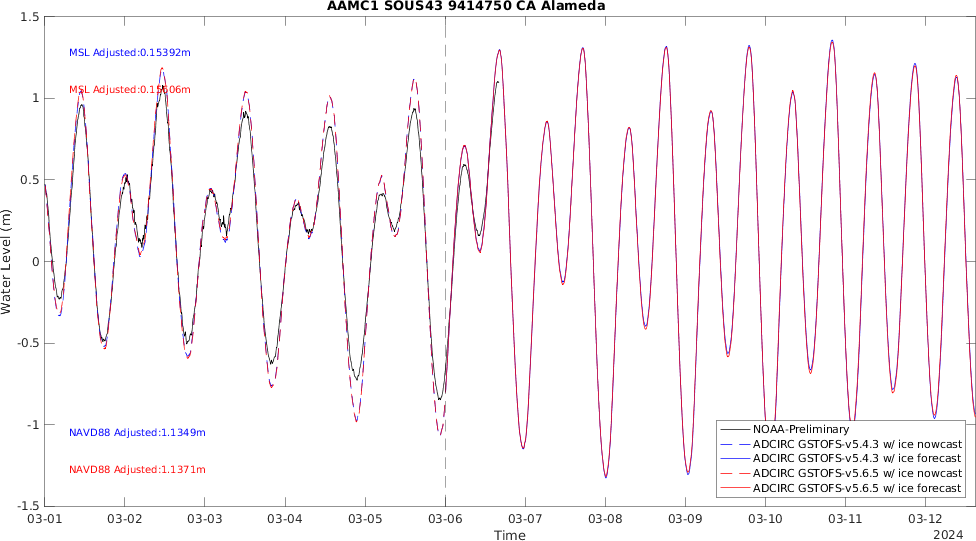 AAMC1 SOUS43 9414750 CA Alameda
1.5
MSL Adjusted:0.15392m
MSL Adjusted:0.15606m
1
0.5
Water Level (m)
0
-0.5
-1
NAVD88 Adjusted:1.1349m
NAVD88 Adjusted:1.1371m
NOAA-Preliminary
ADCIRC GSTOFS-v5.4.3 w/ ice nowcast
ADCIRC GSTOFS-v5.4.3 w/ ice forecast
ADCIRC GSTOFS-v5.6.5 w/ ice nowcast
ADCIRC GSTOFS-v5.6.5 w/ ice forecast
-1.5
03-01 03-02 03-03 03-04 03-05 03-06 03-07 03-08 03-09 03-10 03-11 03-12
Time
2024